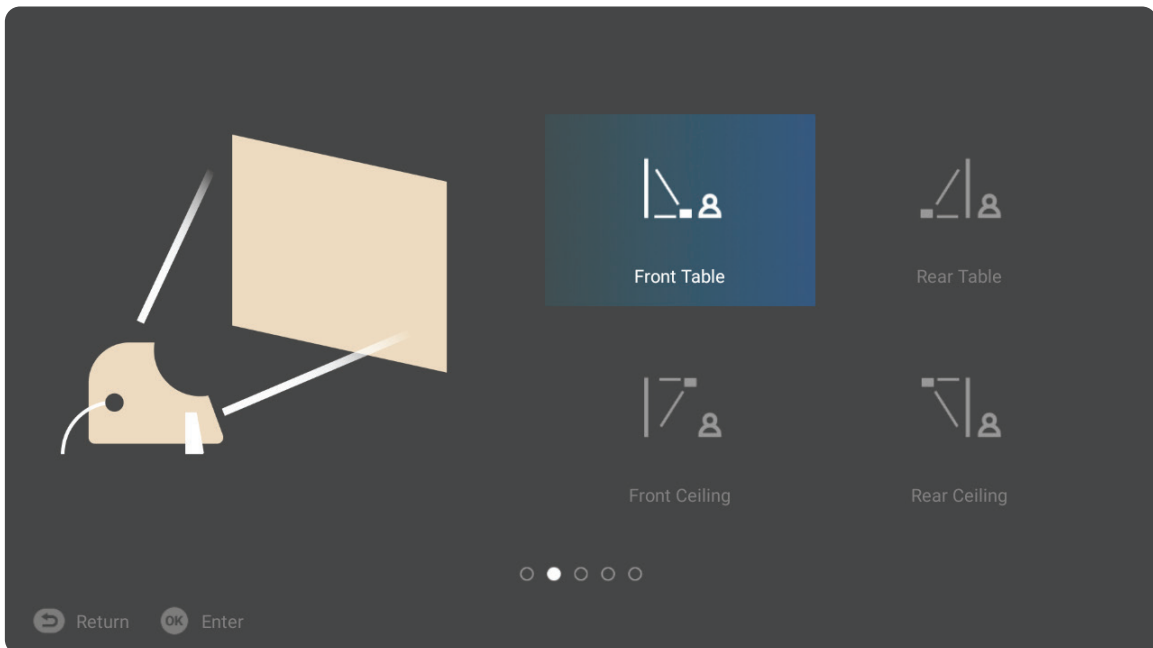 Front Table
Rear Table
Front Ceiling
Rear Ceiling
Return
OK
Enter